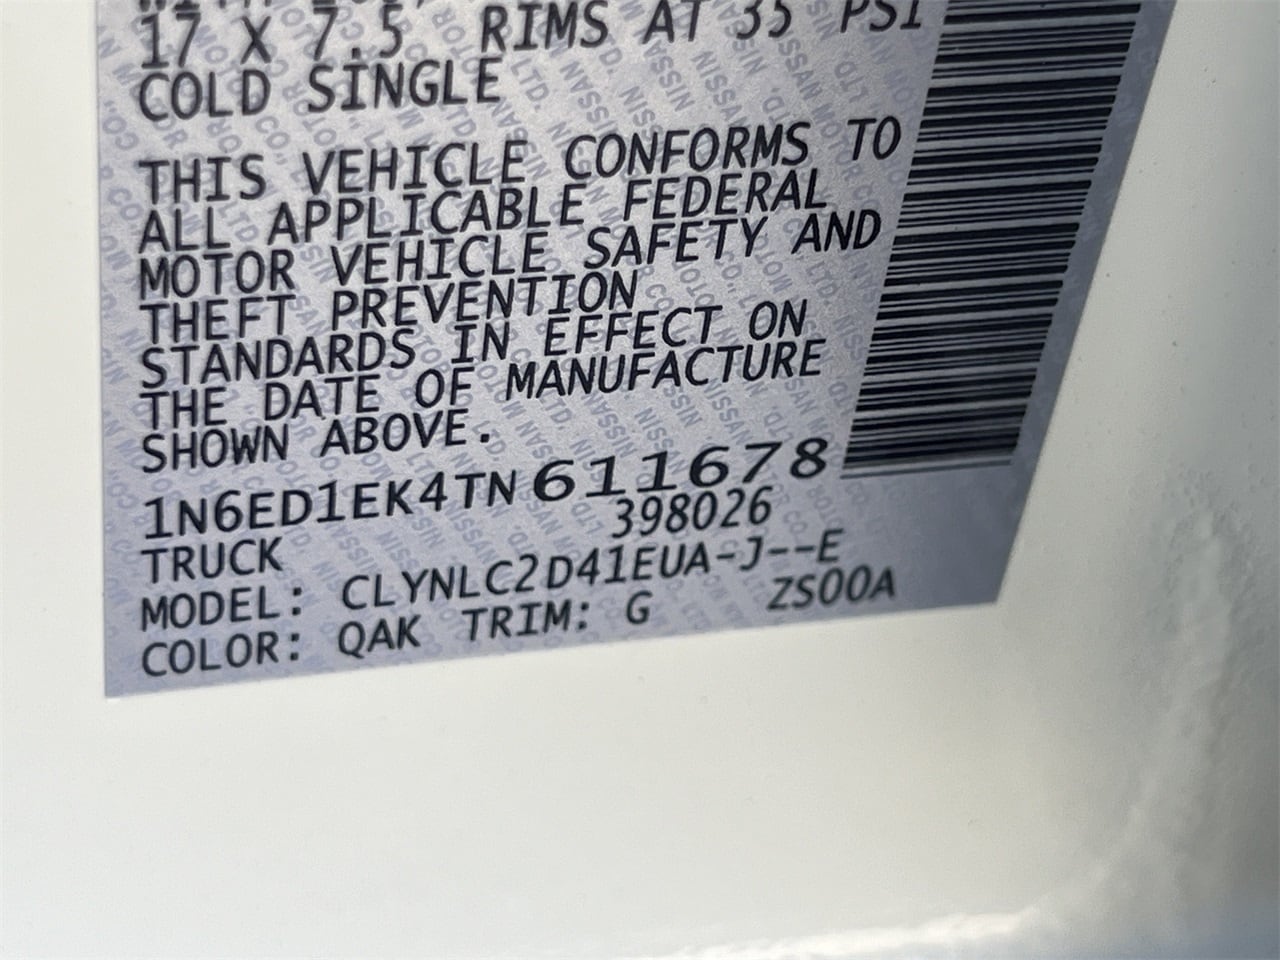 17 X 7.5 RIMS AT 35 PSI
COLD SINGLE
THIS VEHICLE CONFORMS TO
ALL APPLICABLE FEDERAL
MOTOR VEHICLE SAFETY AND
THEFT PREVENTION
STANDARDS IN EFFECT ON
THE DATE OF MANUFACTURE
SHOWN ABOVE.
1N6ED1EK4TN611678
398026
TRUCK
MODEL: CLYNLC2D41EUA-J--E
COLOR: QAK TRIM: G ZS00A